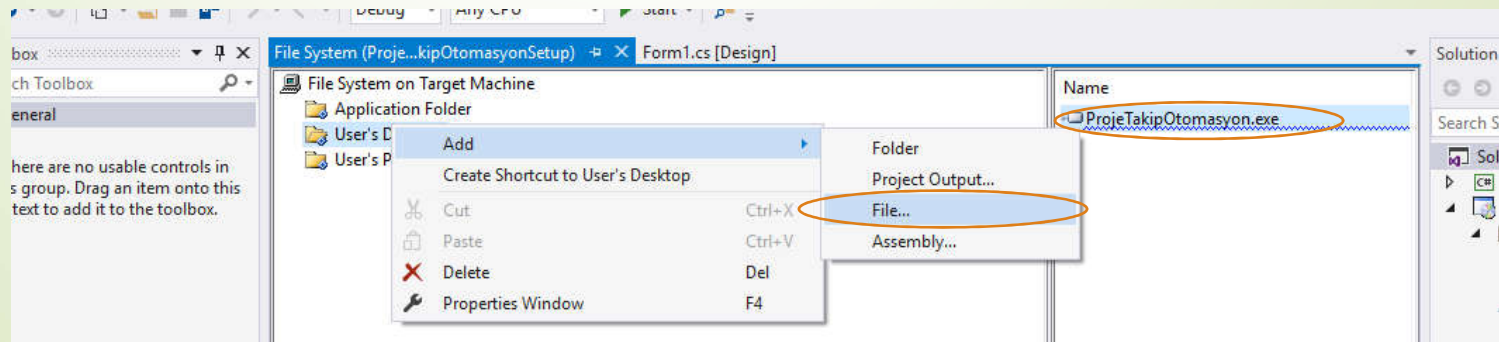 Debug Any CPU Start
box File System (Proje...kipOtomasyonSetup) Form1.cs [Design] Solution
ch Toolbox File System on Target Machine Name
eneral Application Folder ProjeTakipOtomasyon.exe Search S
User's D Add Folder Sol
here are no usable controls in User's P Create Shortcut to User's Desktop Project Output... C#
s group. Drag an item onto this
text to add it to the toolbox. Cut Ctrl+X File...
Paste Ctrl+V Assembly...
Delete Del
Properties Window F4